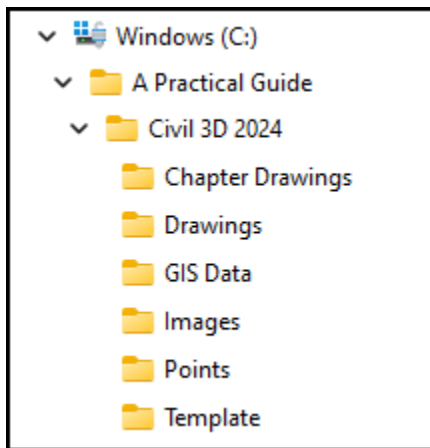 Windows (C:)
A Practical Guide
Civil 3D 2024
Chapter Drawings
Drawings
GIS Data
Images
Points
Template